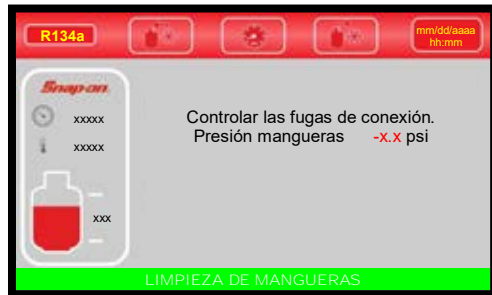 R134a
mm/dd/aaaa
hh:mm
Snap-on
xxxxx
xxxxx
xxx
Controlar las fugas de conexión.
Presión mangueras -x.x psi
LIMPIEZA DE MANGUERAS